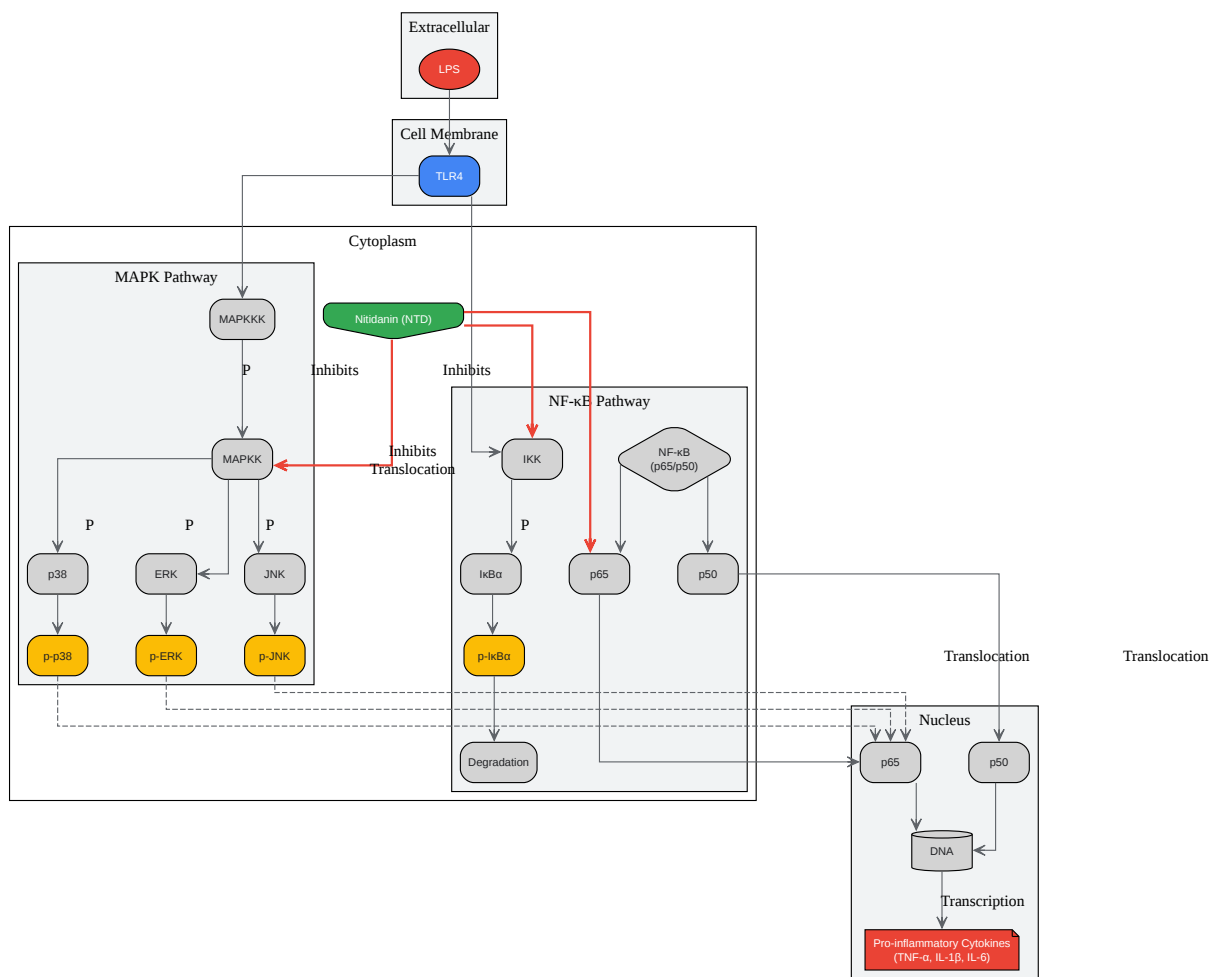 Extracellular
LPS
Cell Membrane
TLR4
Cytoplasm
MAPK Pathway
MAPKKK
Nitidanin (NTD)
P
Inhibits
Inhibits
NF-κB Pathway
MAPKK
Inhibits
Translocation
IKK
NF-κB
(p65/p50)
P
P
P
P
p38
ERK
JNK
IκBα
p65
p50
p-p38
p-ERK
p-JNK
p-IκBα
Translocation
Translocation
Nucleus
Degradation
p65
p50
DNA
Transcription
Pro-inflammatory Cytokines
(TNF-α, IL-1β, IL-6)